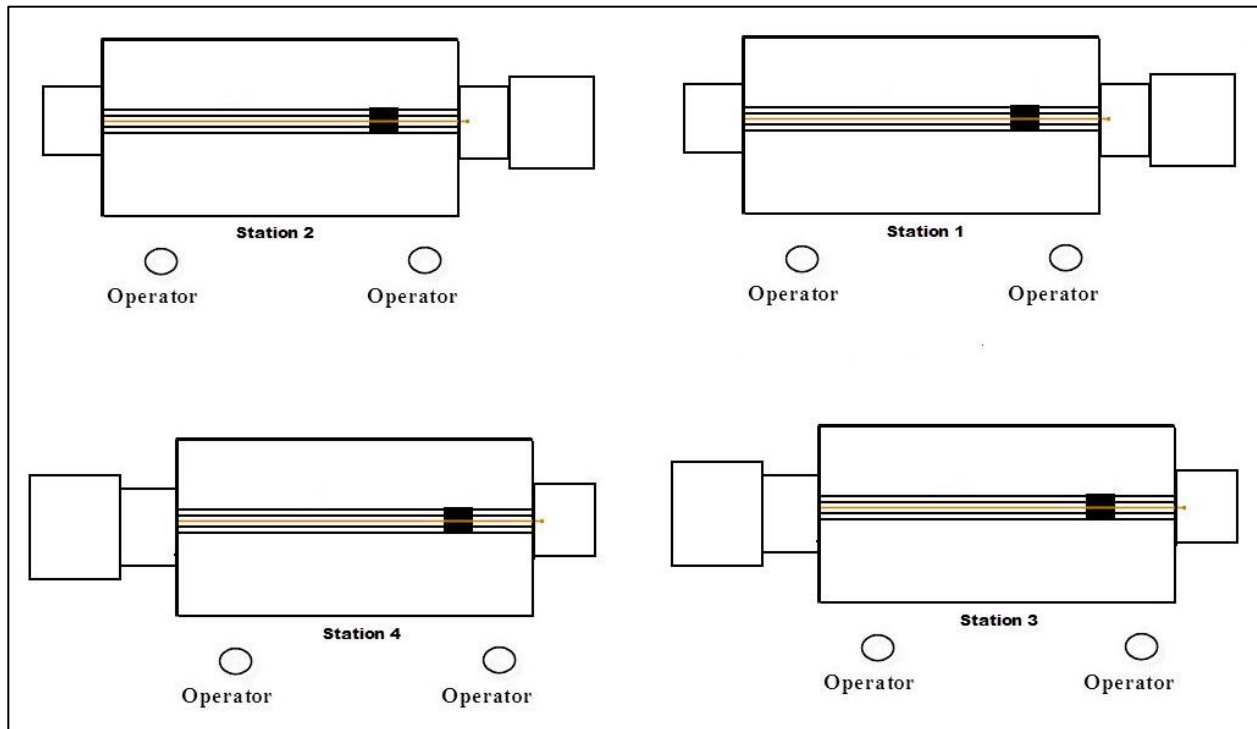 Station 2
Station 1
Operator
Operator
Operator
Operator
Station 4
Station 3
Operator
Operator
Operator
Operator